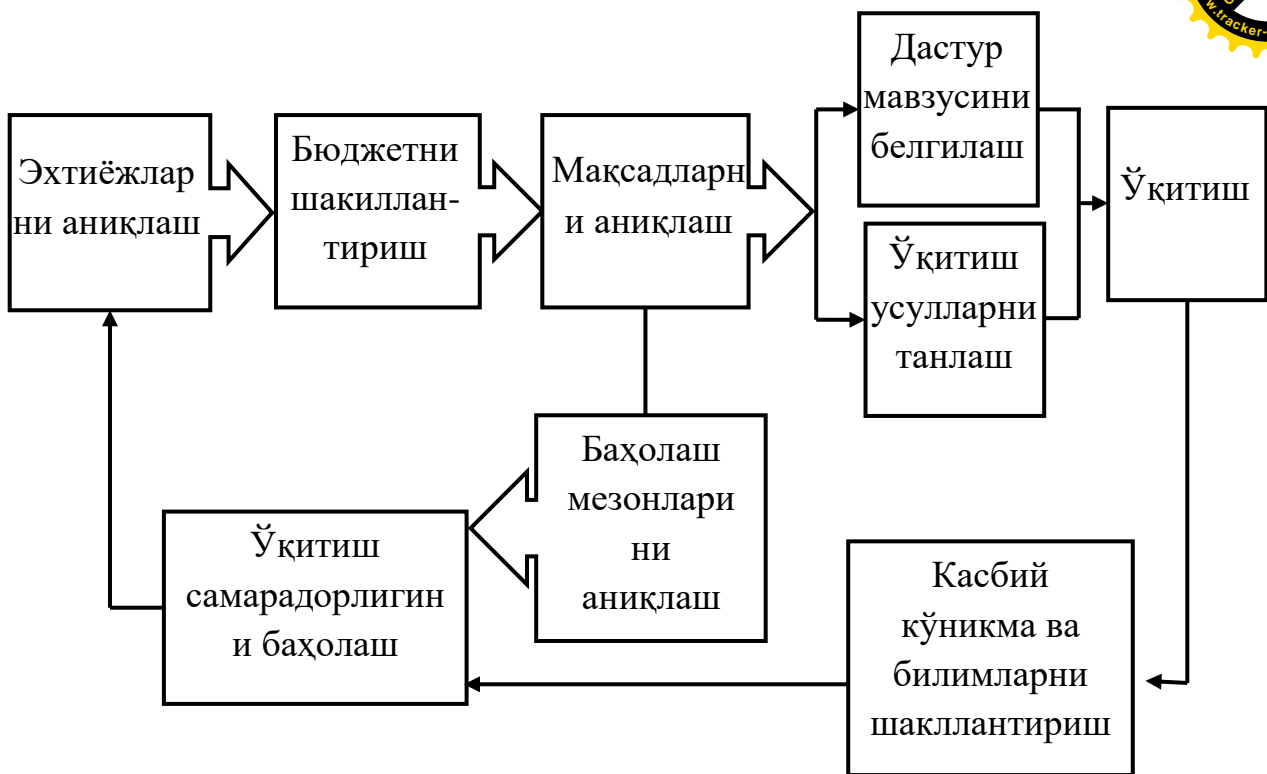 Эхтиёжлар
ни аниқлаш
Бюджетни
шакиллан-
тириш
Мақсадларн
и аниқлаш
Дастур
мавзусини
белгилаш
Ўқитиш
усулларни
танлаш
Ўқитиш
Баҳолаш
мезонлари
ни
аниқлаш
Ўқитиш
самарадорлигин
и баҳолаш
Касбий
кўникма ва
билимларни
шакллантириш